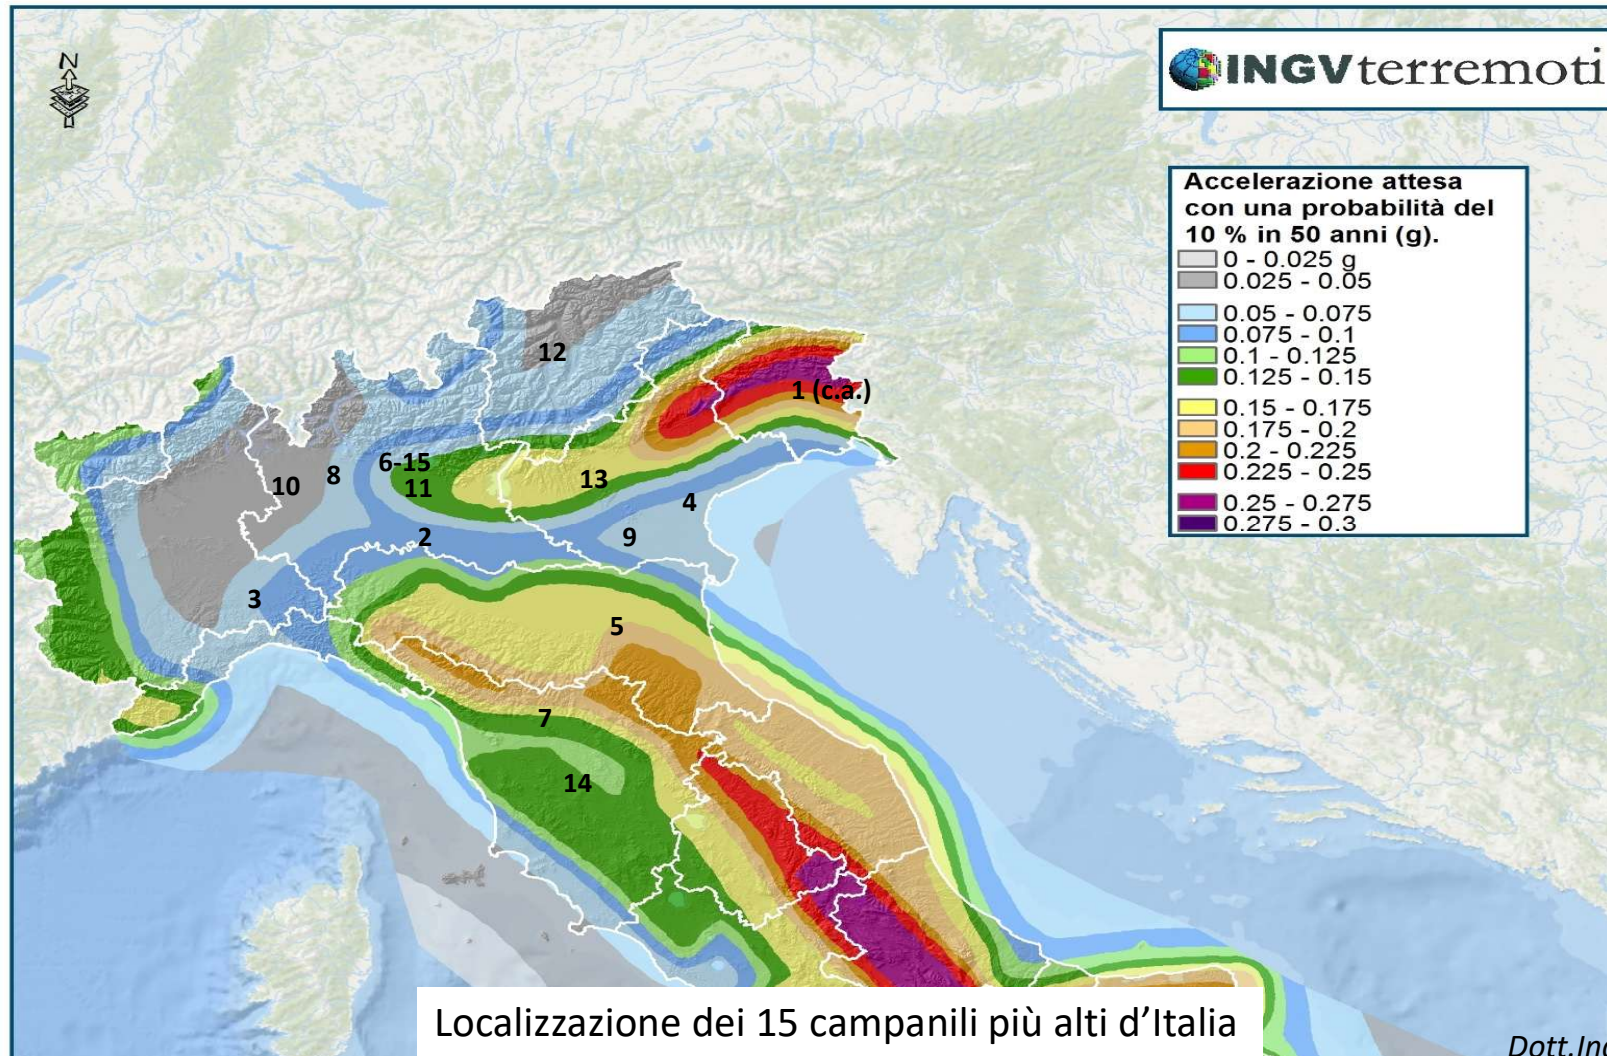 N
INGVterremoti
Accelerazione attesa
con una probabilità del
10 % in 50 anni (g).
0 - 0.025 g
0.025 - 0.05
0.05 - 0.075
0.075 - 0.1
0.1 - 0.125
0.125 - 0.15
0.15 - 0.175
0.175 - 0.2
0.2 - 0.225
0.225 - 0.25
0.25 - 0.275
0.275 - 0.3
12
1 (c.a.)
6-15
8
13
10
11
4
2
9
3
5
7
14
Localizzazione dei 15 campanili più alti d'Italia
Dott.Ing